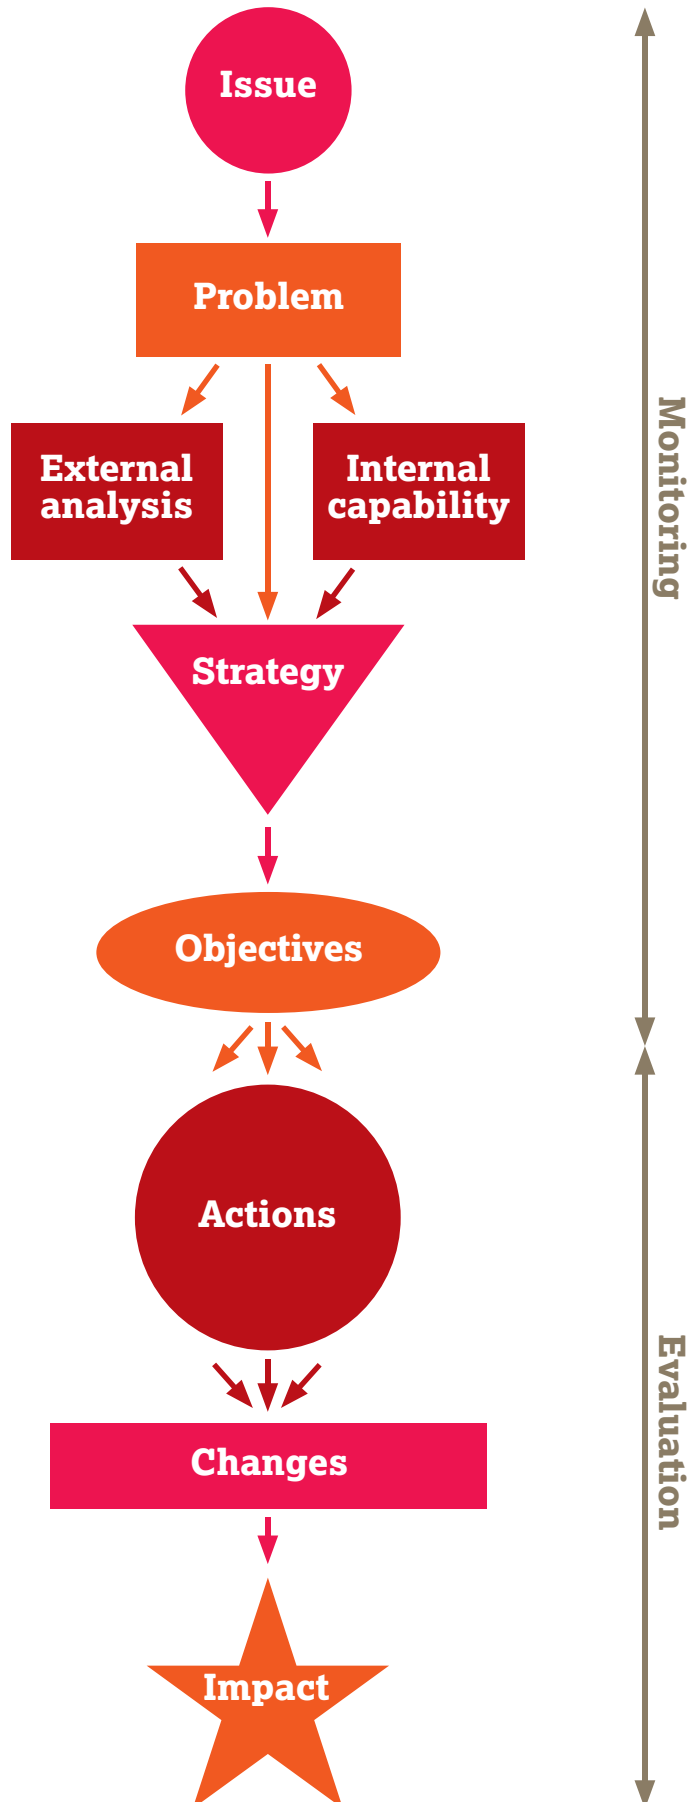 Issue
Problem
External
analysis
Internal
capability
Monitoring
Strategy
Objectives
Actions
Evaluation
Changes
Impact